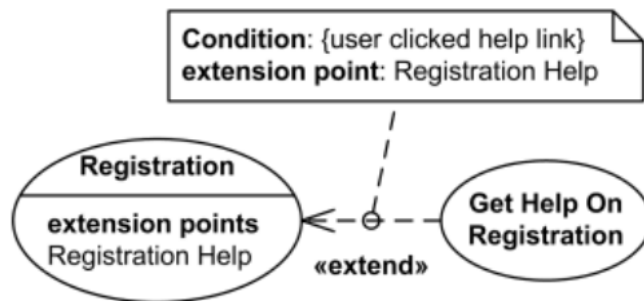 Condition: {user clicked help link}
extension point: Registration Help
Registration
extension points
Registration Help
«extend»
Get Help On
Registration